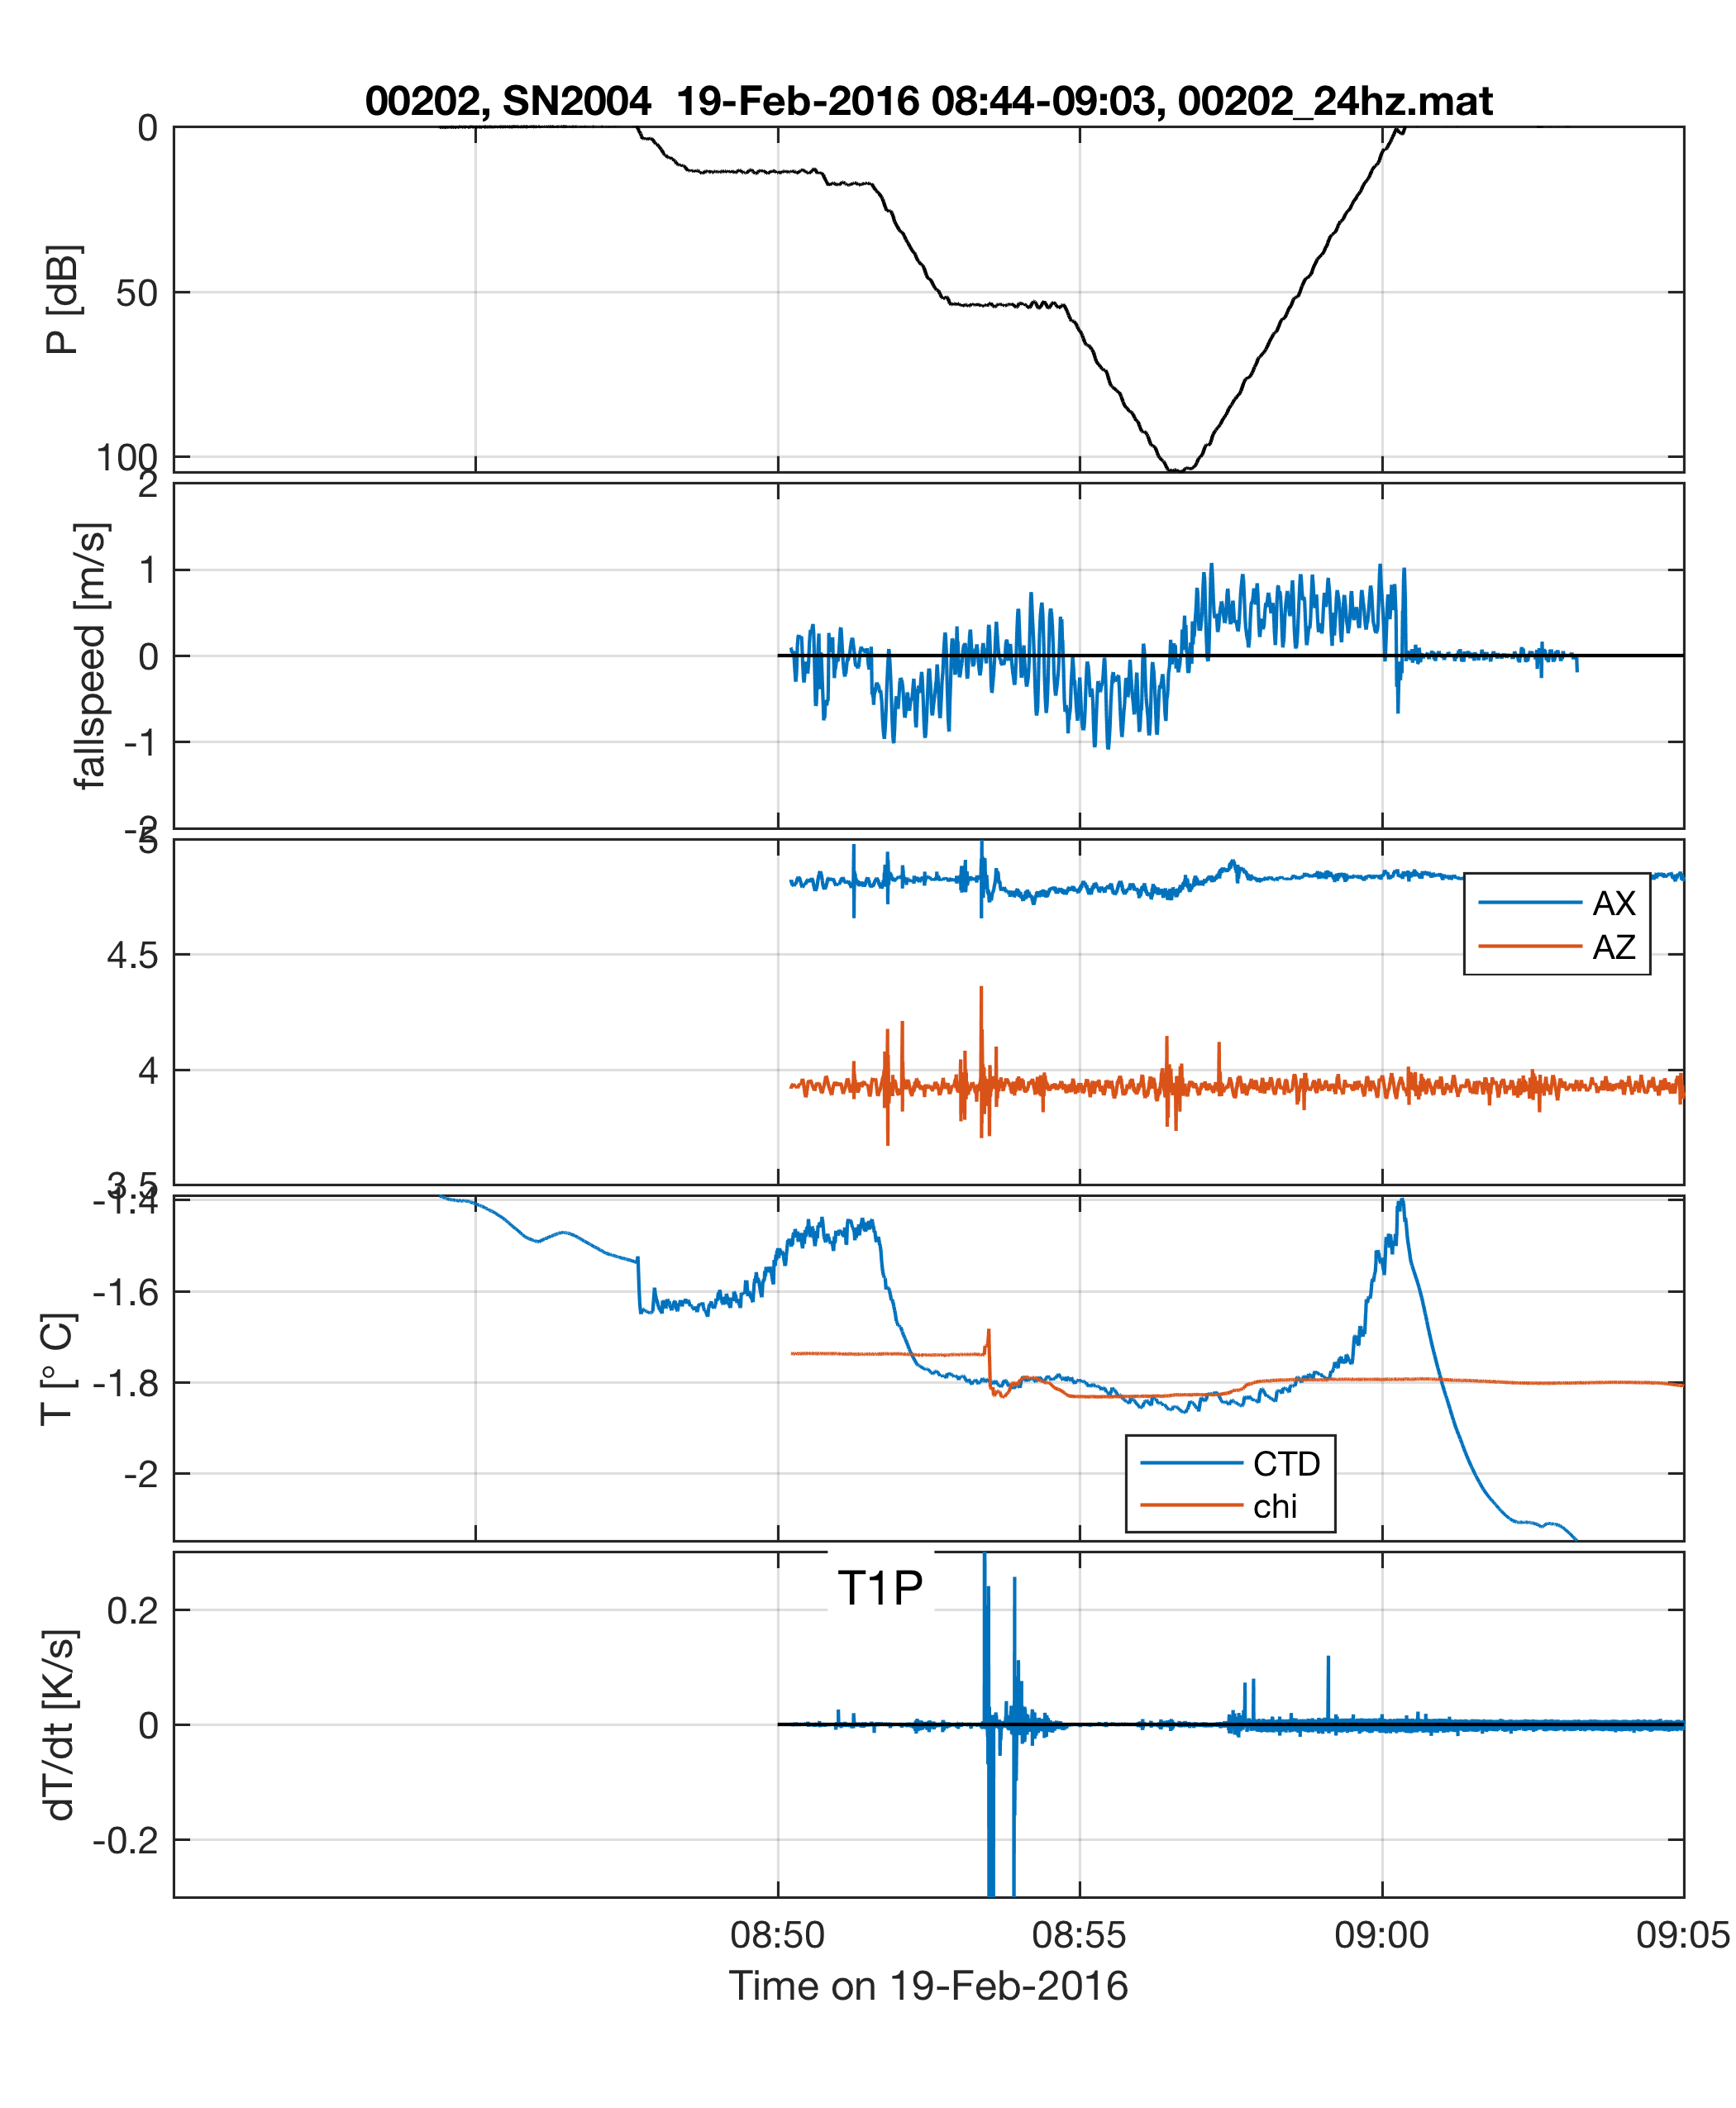 00202, SN2004  19-Feb-2016 08:44-09:03, 00202_24hz.mat
0
50
100
P [dB]
2
1
0
-1
-2
fallspeed [m/s]
5
4.5
4
3.5
AX
AZ
-1.4
-1.6
-1.8
-2
T [° C]
CTD
chi
T1P
0.2
0
-0.2
dT/dt [K/s]
08:50
08:55
09:00
09:05
Time on 19-Feb-2016